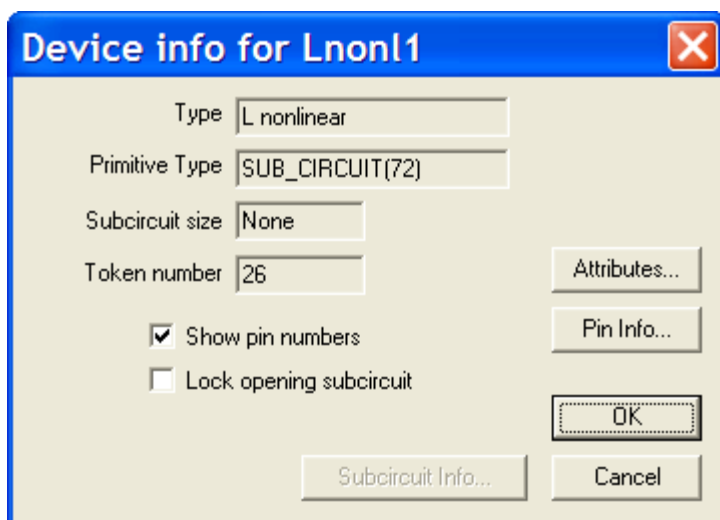 Device info for Lnonl1
Type L nonlinear
Primitive Type SUB_CIRCUIT(72)
Subcircuit size None
Token number 26
Attributes...
Show pin numbers
Pin Info...
Lock opening subcircuit
OK
Subcircuit Info...
Cancel